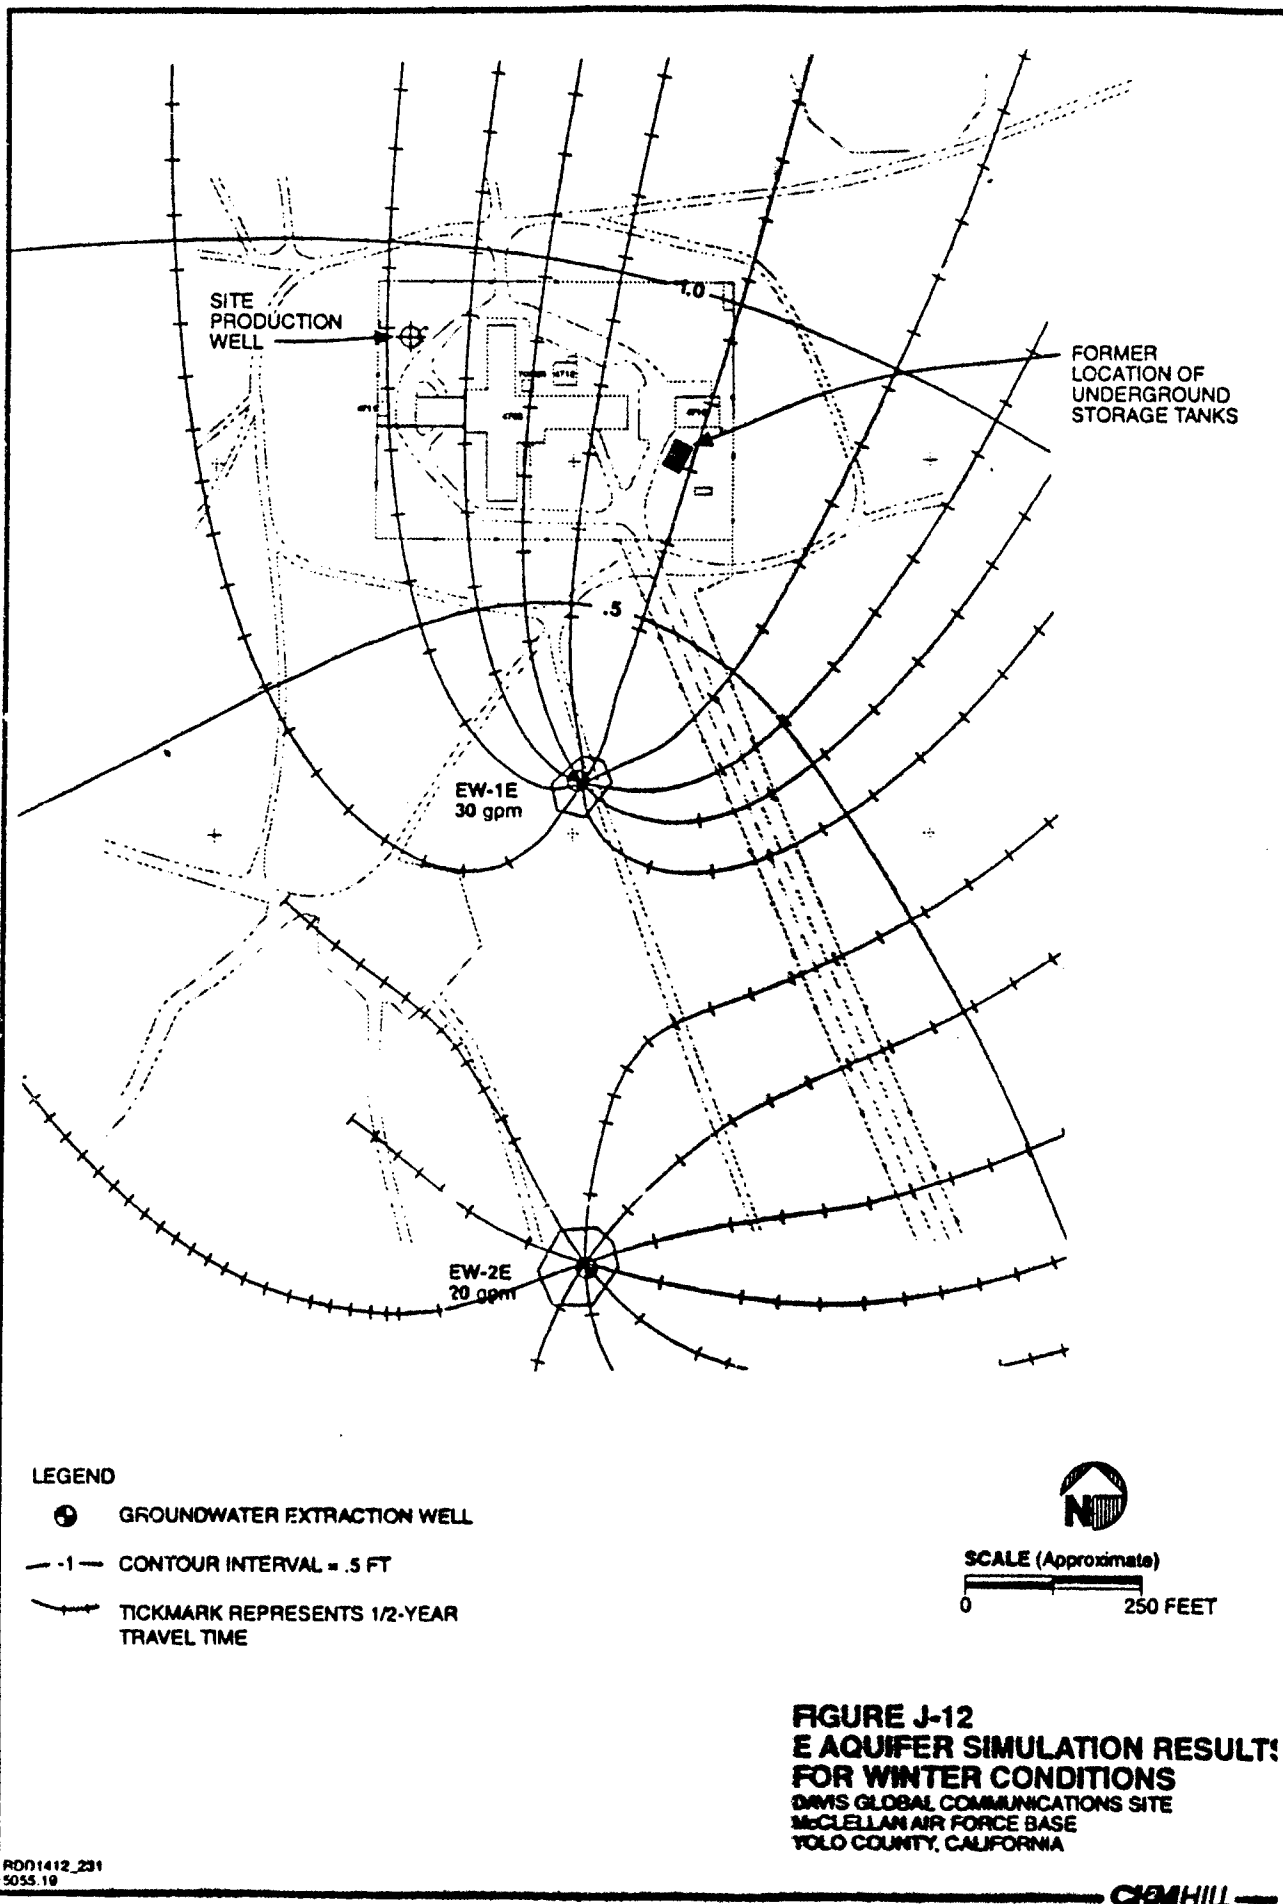 1.0
SITE
PRODUCTION
WELL
FORMER
LOCATION OF
UNDERGROUND
STORAGE TANKS
4710
4708
.5
EW-1E
30 gpm
EW-2E
20 gpm
LEGEND
GROUNDWATER EXTRACTION WELL
-1 CONTOUR INTERVAL = .5 FT
TICKMARK REPRESENTS 1/2-YEAR
TRAVEL TIME
N
SCALE (Approximate)
0 250 FEET
FIGURE J-12
E AQUIFER SIMULATION RESULTS
FOR WINTER CONDITIONS
DAVIS GLOBAL COMMUNICATIONS SITE
McCLELLAN AIR FORCE BASE
YOLO COUNTY, CALIFORNIA
RDD1412_231
5055.19
CH2M HILL